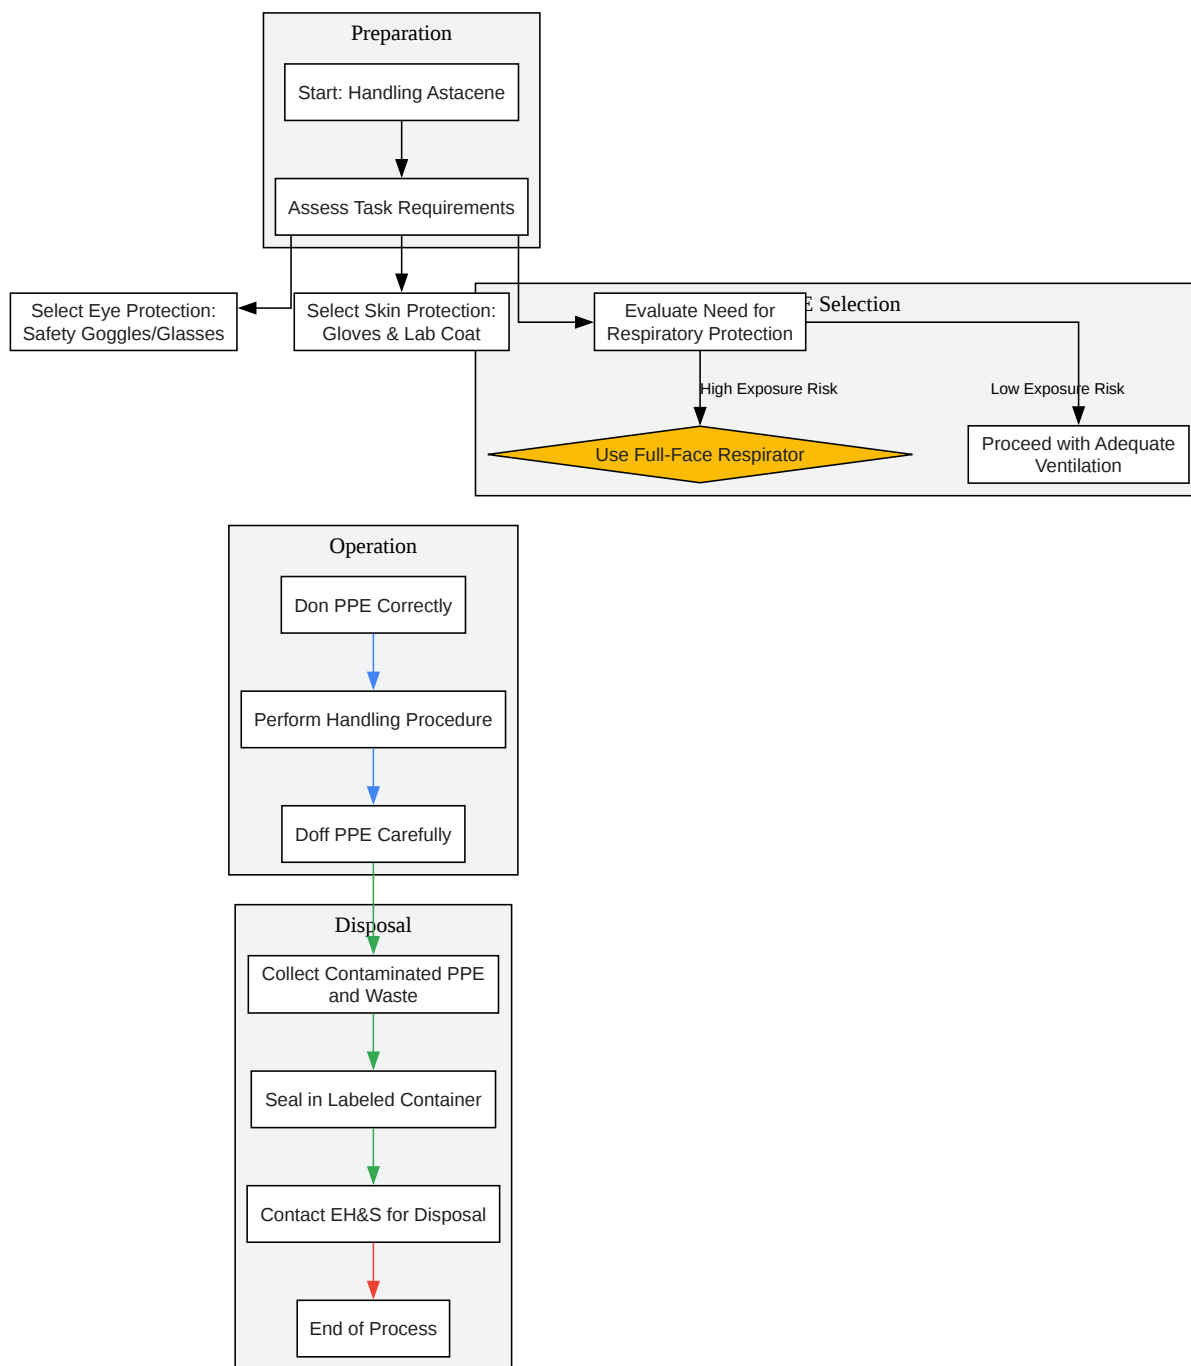 Preparation
Start: Handling Astacene
Assess Task Requirements
Select Eye Protection:
Safety Goggles/Glasses
Select Skin Protection:
Gloves & Lab Coat
Evaluate Need for
Respiratory Protection
Selection
High Exposure Risk
Low Exposure Risk
Use Full-Face Respirator
Proceed with Adequate
Ventilation
Operation
Don PPE Correctly
Perform Handling Procedure
Doff PPE Carefully
Disposal
Collect Contaminated PPE
and Waste
Seal in Labeled Container
Contact EH&S for Disposal
End of Process